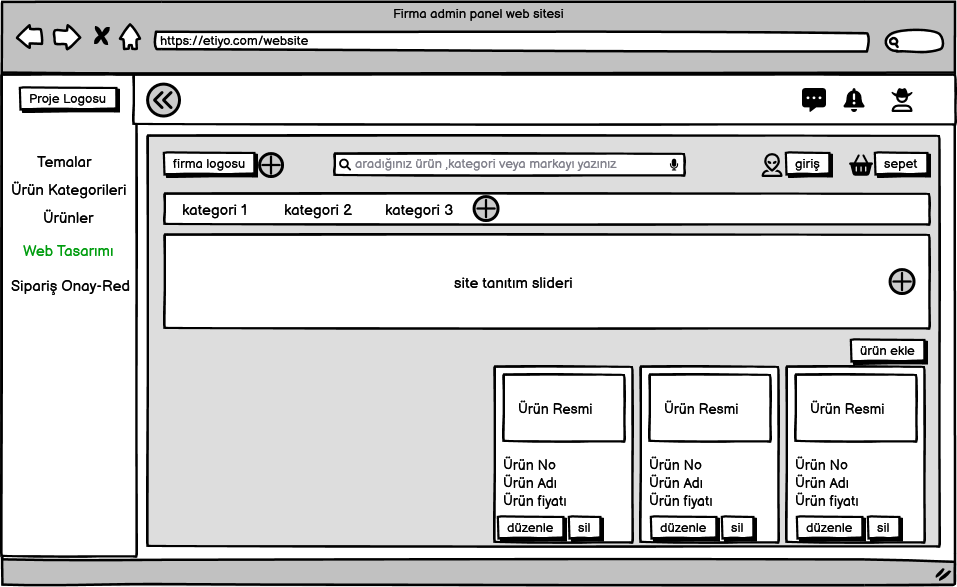 Firma admin panel web sitesi
https://etiyo.com/website
Proje Logosu
Temalar
Ürün Kategorileri
Ürünler
Web Tasarımı
Sipariş Onay-Red
firma logosu
aradığınız ürün ,kategori veya markayı yazınız
giriş
sepet
kategori 1
kategori 2
kategori 3
site tanıtım slideri
ürün ekle
Ürün Resmi
Ürün No
Ürün Adı
Ürün fiyatı
düzenle
sil
Ürün Resmi
Ürün No
Ürün Adı
Ürün fiyatı
düzenle
sil
Ürün Resmi
Ürün No
Ürün Adı
Ürün fiyatı
düzenle
sil